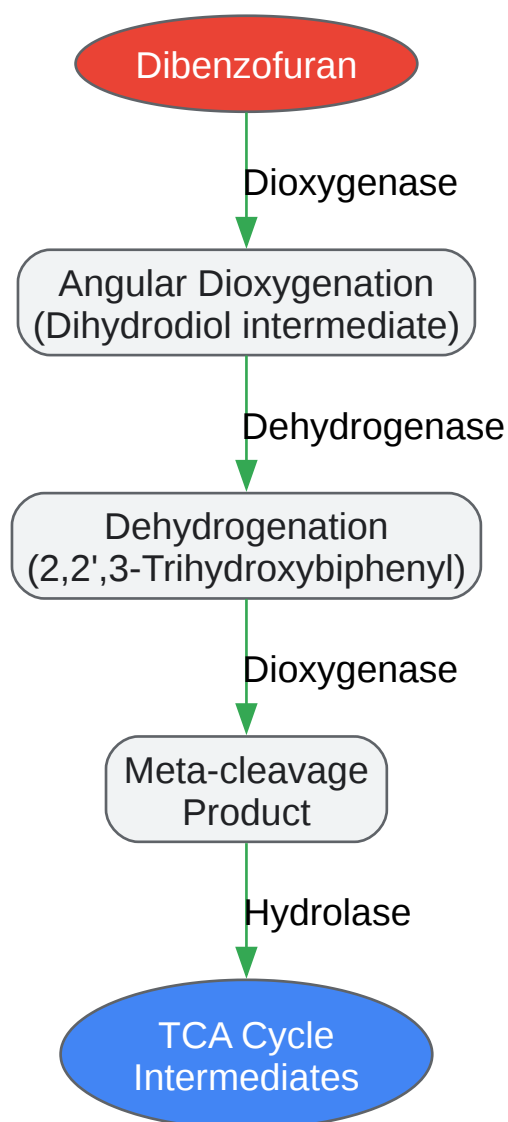 Dibenzofuran
Dioxygenase
Angular Dioxygenation
(Dihydrodiol intermediate)
Dehydrogenase
Dehydrogenation
(2,2',3-Trihydroxybiphenyl)
Dioxygenase
Meta-cleavage
Product
Hydrolase
TCA Cycle
Intermediates